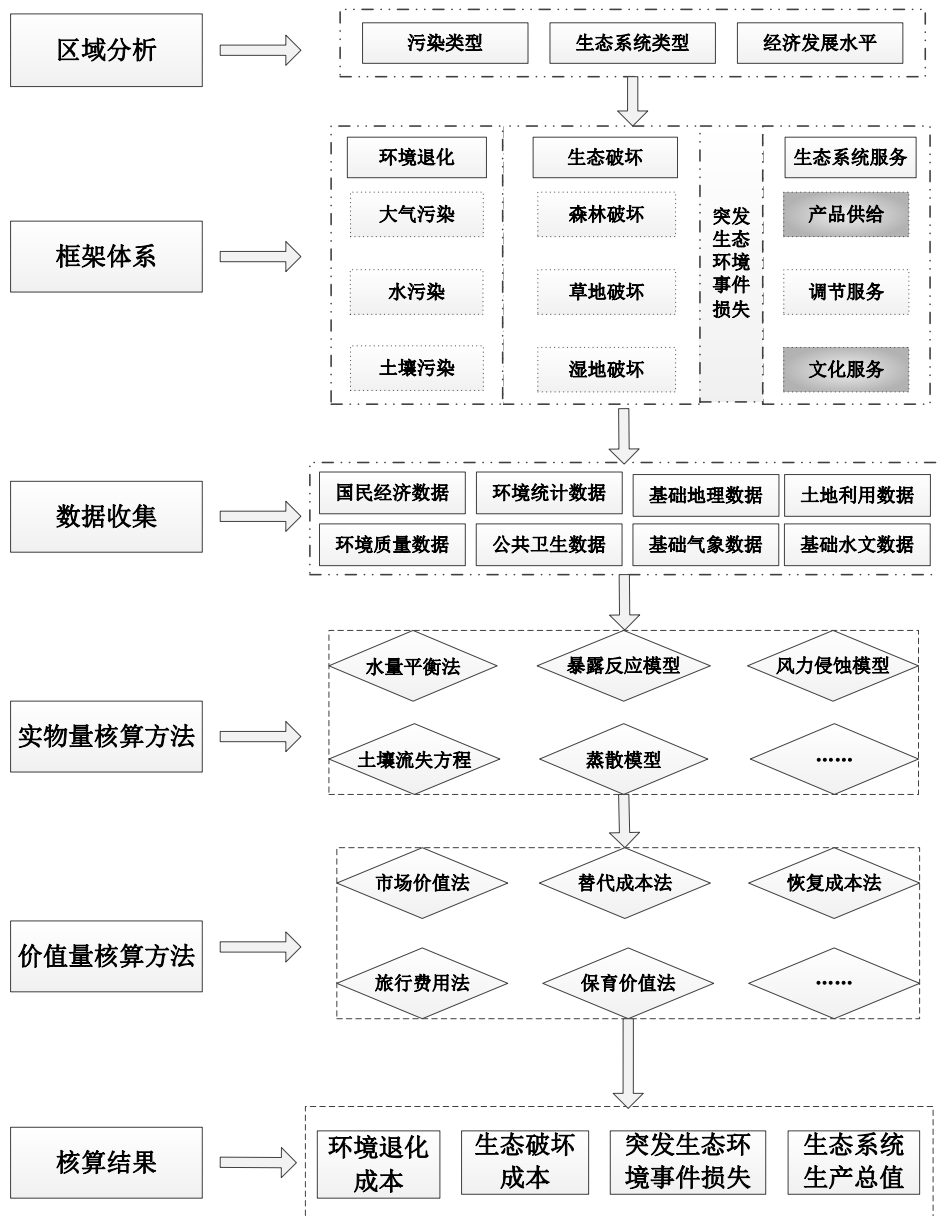 区域分析
污染类型
生态系统类型
经济发展水平
框架体系
环境退化
大气污染
水污染
土壤污染
生态破坏
森林破坏
草地破坏
湿地破坏
突发
生态
环境
事件
损失
生态系统服务
产品供给
调节服务
文化服务
数据收集
国民经济数据
环境统计数据
基础地理数据
土地利用数据
环境质量数据
公共卫生数据
基础气象数据
基础水文数据
实物量核算方法
水量平衡法
暴露反应模型
风力侵蚀模型
土壤流失方程
蒸散模型
……
价值量核算方法
市场价值法
替代成本法
恢复成本法
旅行费用法
保育价值法
……
核算结果
环境退化
成本
生态破坏
成本
突发生态环
境事件损失
生态系统
生产总值